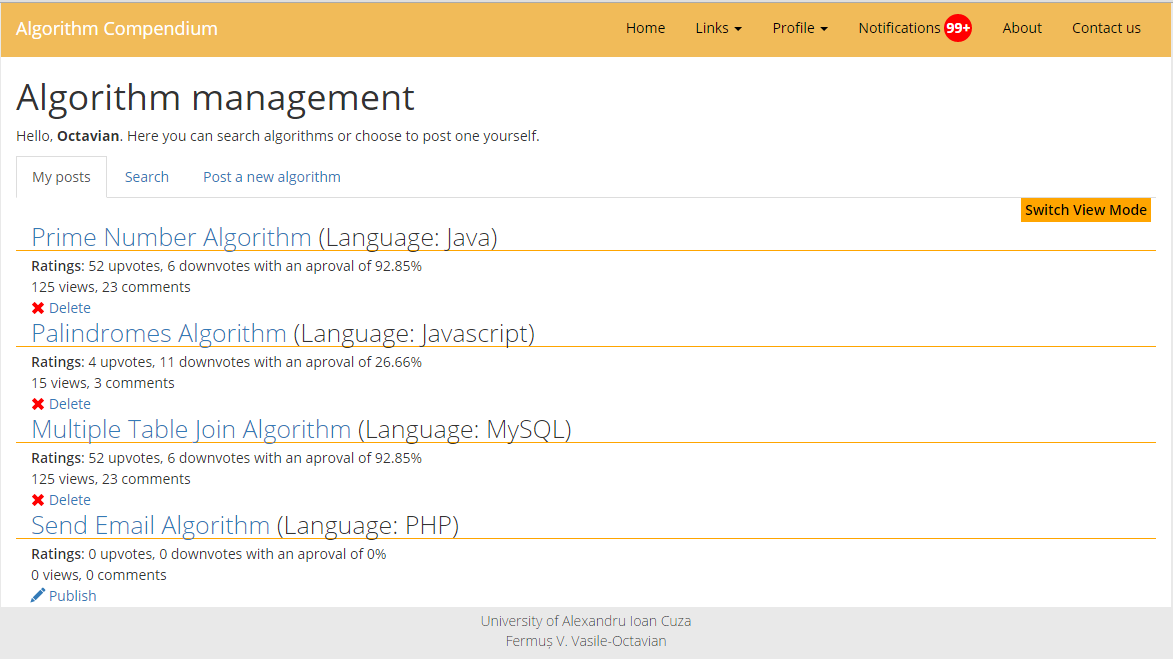 Algorithm Compendium Home Links Profile Notifications 99+ About Contact us
Algorithm management
Hello, Octavian. Here you can search algorithms or choose to post one yourself.
My posts Search Post a new algorithm
Switch View Mode
Prime Number Algorithm (Language: Java)
Ratings: 52 upvotes, 6 downvotes with an aproval of 92.85%
125 views, 23 comments
Delete
Palindromes Algorithm (Language: Javascript)
Ratings: 4 upvotes, 11 downvotes with an aproval of 26.66%
15 views, 3 comments
Delete
Multiple Table Join Algorithm (Language: MySQL)
Ratings: 52 upvotes, 6 downvotes with an aproval of 92.85%
125 views, 23 comments
Delete
Send Email Algorithm (Language: PHP)
Ratings: 0 upvotes, 0 downvotes with an aproval of 0%
0 views, 0 comments
Publish
University of Alexandru Ioan Cuza
Fermuș V. Vasile-Octavian